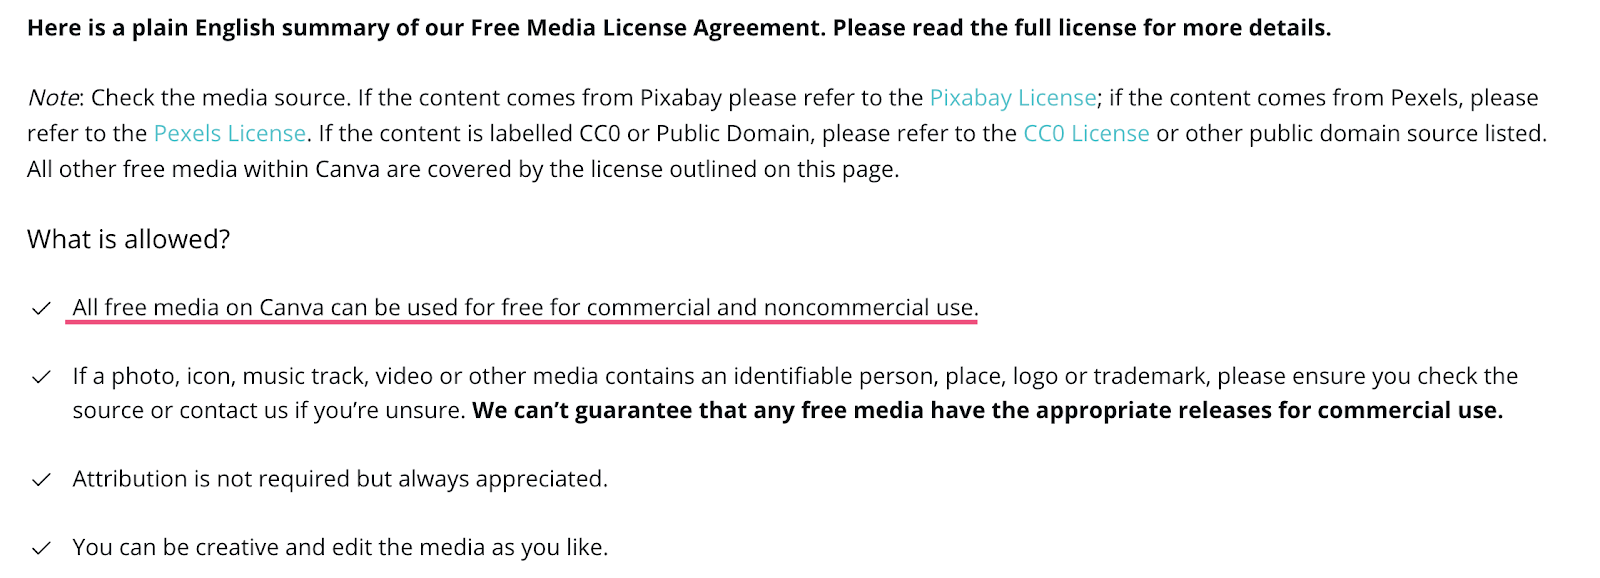 Here is a plain English summary of our Free Media License Agreement. Please read the full license for more details.
Note: Check the media source. If the content comes from Pixabay please refer to the Pixabay License; if the content comes from Pexels, please
refer to the Pexels License. If the content is labelled CC0 or Public Domain, please refer to the CC0 License or other public domain source listed.
All other free media within Canva are covered by the license outlined on this page.
What is allowed?
All free media on Canva can be used for free for commercial and noncommercial use.
If a photo, icon, music track, video or other media contains an identifiable person, place, logo or trademark, please ensure you check the
source or contact us if you’re unsure. We can’t guarantee that any free media have the appropriate releases for commercial use.
Attribution is not required but always appreciated.
You can be creative and edit the media as you like.